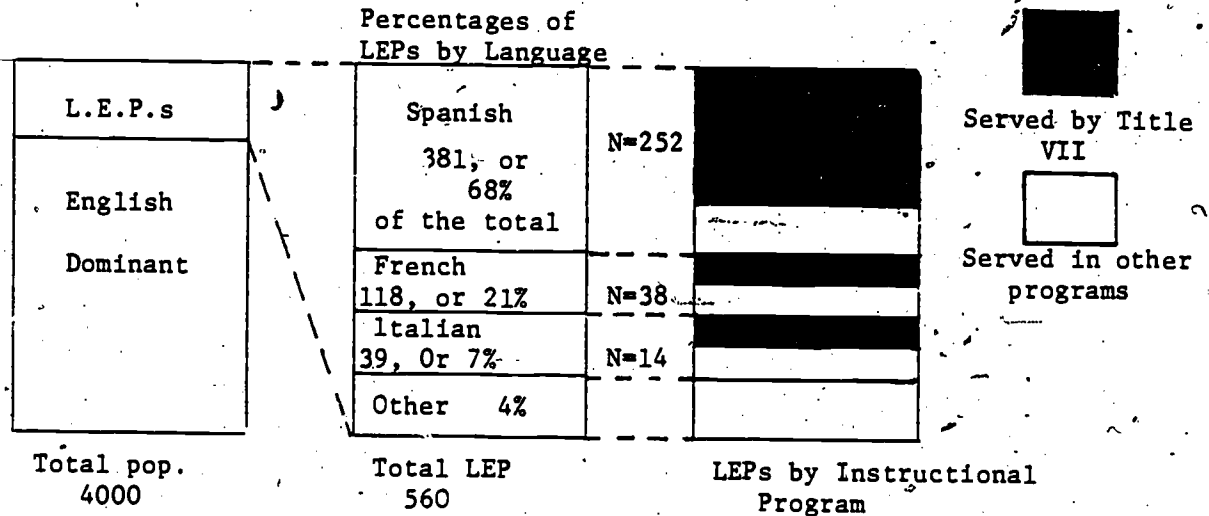 Percentages of
LEPs by Language
L.E.P.s
English
Dominant
Total pop.
4000
Spanish
381, or
68%
of the total
French
118, or 21%
Italian
39, Or 7%
Other 4%
Total LEP
560
N=252
N=38
N=14
LEPs by Instructional
Program
Served by Title
VII
Served in other
programs